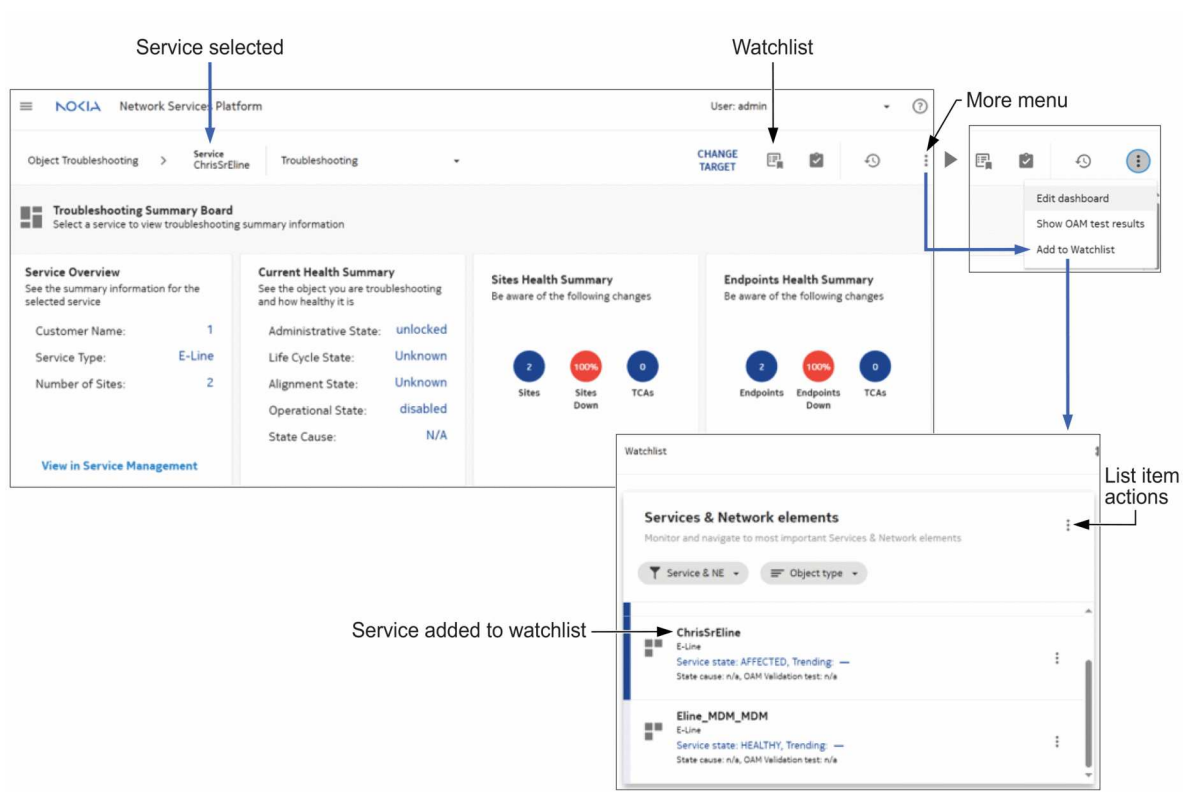 Service selected
Watchlist
NOKIA Network Services Platform
User: admin
?
More menu
Object Troubleshooting > Service
ChrisSrEline
Troubleshooting
CHANGE
TARGET
Edit dashboard
Show OAM test results
Add to Watchlist
Troubleshooting Summary Board
Select a service to view troubleshooting summary information
Service Overview
See the summary information for the
selected service
Customer Name: 1
Service Type: E-Line
Number of Sites: 2
View in Service Management
Current Health Summary
See the object you are troubleshooting
and how healthy it is
Administrative State: unlocked
Life Cycle State: Unknown
Alignment State: Unknown
Operational State: disabled
State Cause: N/A
Sites Health Summary
Be aware of the following changes
2 100% 0
Sites Sites TCAs
Down
Endpoints Health Summary
Be aware of the following changes
2 100% 0
Endpoints Endpoints TCAs
Down
Watchlist
List item
actions
Services & Network elements
Monitor and navigate to most important Services & Network elements
Service & NE Object type
Service added to watchlist
ChrisSrEline
E-Line
Service state: AFFECTED, Trending: —
State cause: n/a, OAM Validation test: n/a
Eline_MDM_MDM
E-Line
Service state: HEALTHY, Trending: —
State cause: n/a, OAM Validation test: n/a